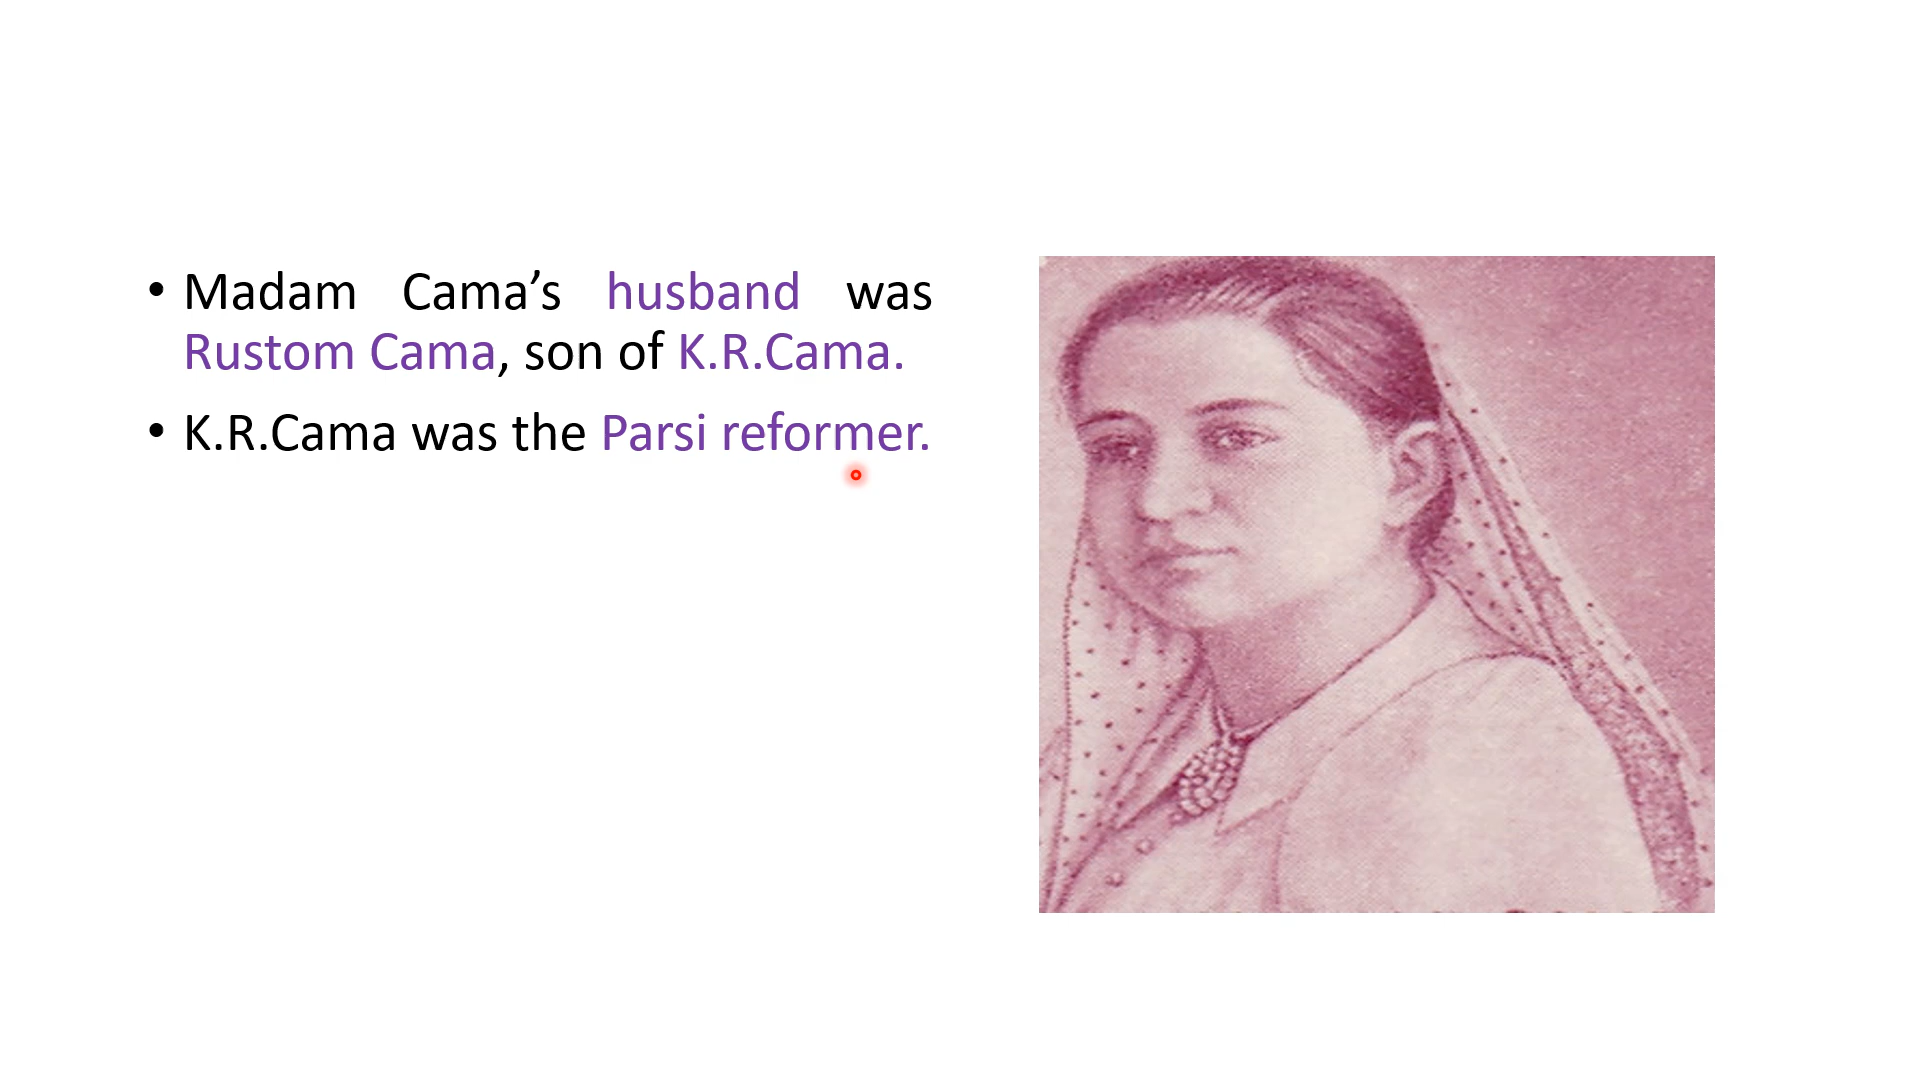 • Madam Cama’s husband was
Rustom Cama, son of K.R.Cama.
• K.R.Cama was the Parsi reformer.